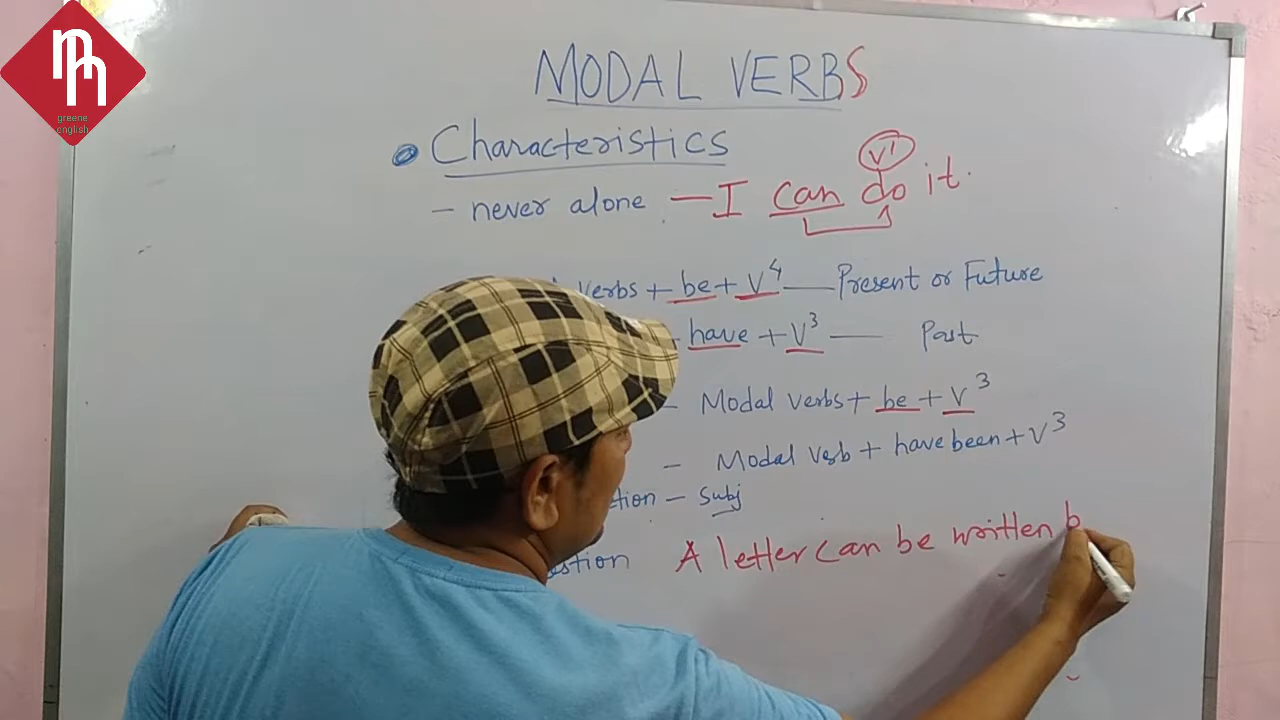 greene
english
MODAL VERBS
Characteristics
V1
- never alone - I can do it.
verbs + be + V4 — Present or Future
have + V3 — Past
- Modal verbs + be + V3
- Modal verb + have been + V3
tion - Subj
stion A letter can be written b